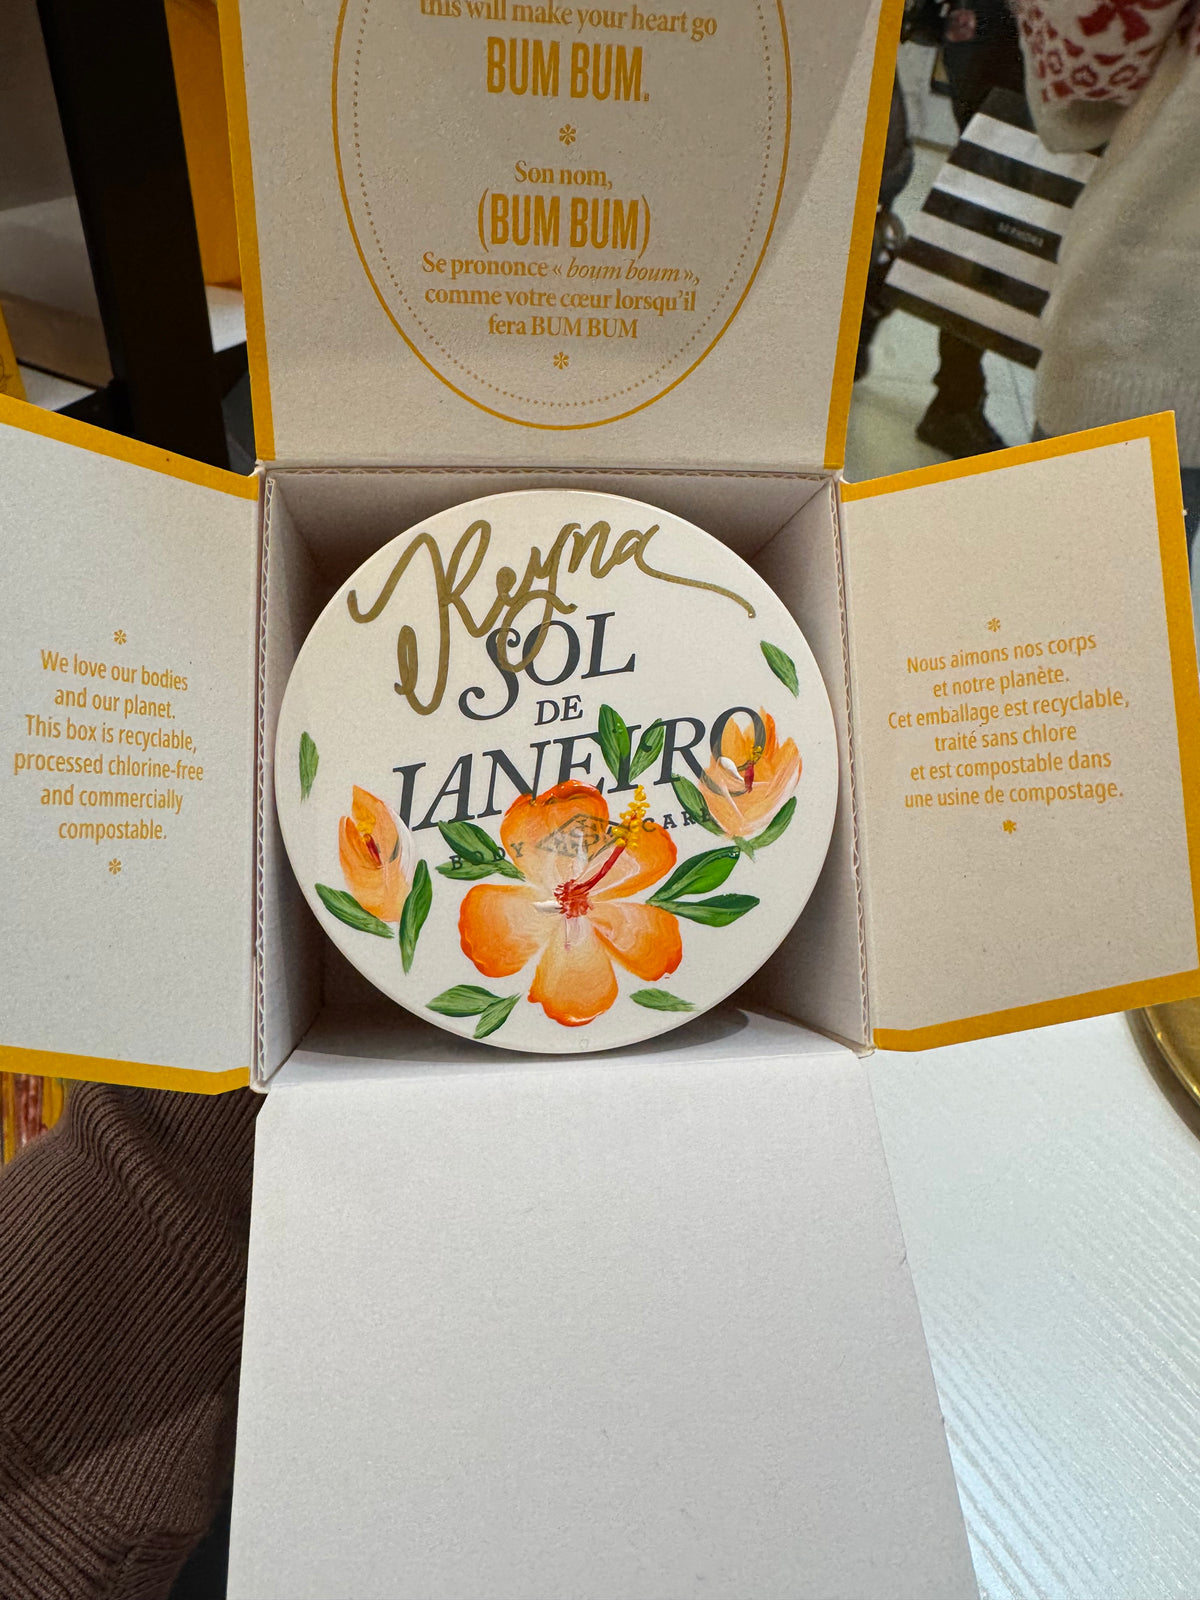 this will make your heart go
BUM BUM.
Son nom,
(BUM BUM)
Se prononce « boum boum »,
comme votre cœur lorsqu'il
fera BUM BUM
We love our bodies
and our planet.
This box is recyclable,
processed chlorine-free
and commercially
compostable.
Reyna
SOL
DE
JANEIRO
BODY CARE
Nous aimons nos corps
et notre planète.
Cet emballage est recyclable,
traité sans chlore
et est compostable dans
une usine de compostage.
SEPHORA